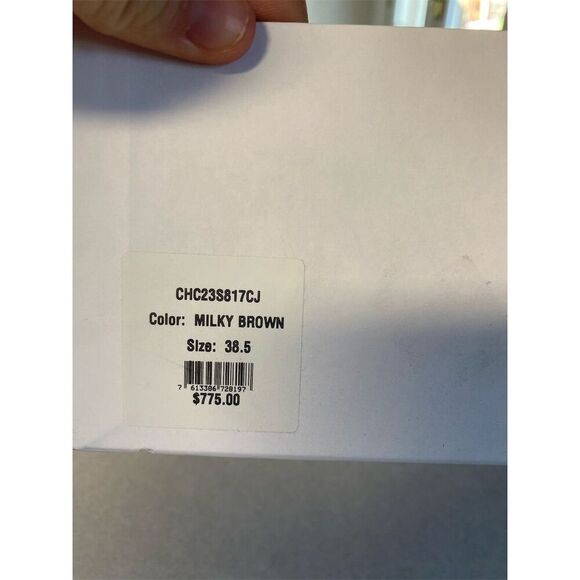 CHC23S817CJ
Color: MILKY BROWN
Size: 38.5
7 613386 728197
$775.00